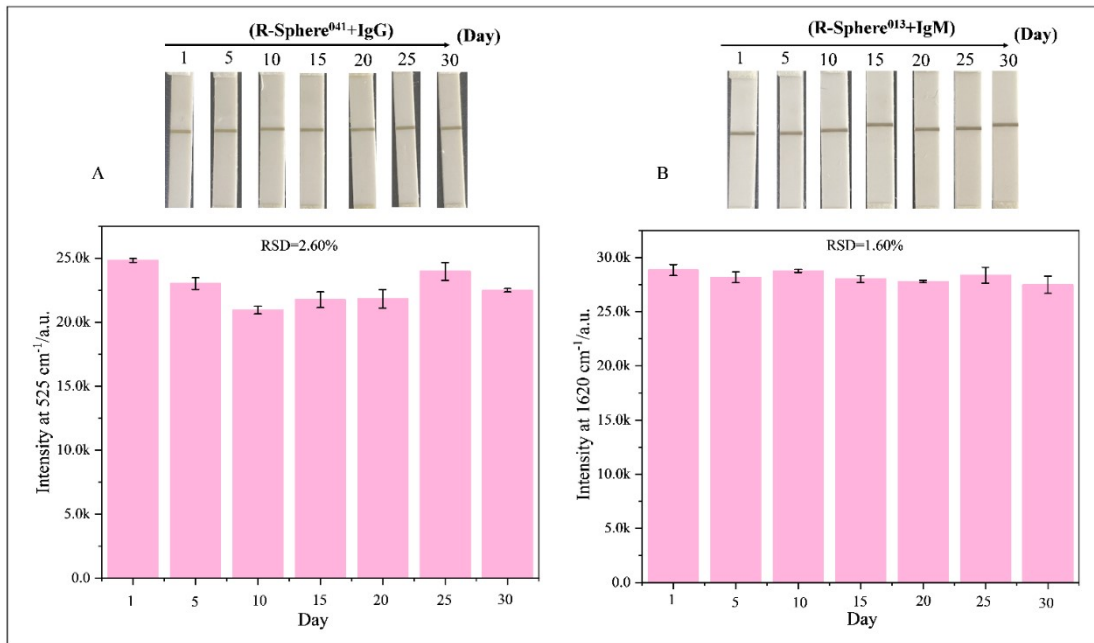 (R-Sphere⁰⁴¹+IgG) (Day)
1 5 10 15 20 25 30
A
RSD=2.60%
Intensity at 525 cm⁻¹/a.u.
25.0k
20.0k
15.0k
10.0k
5.0k
0.0
1 5 10 15 20 25 30
Day
(R-Sphere⁰¹³+IgM) (Day)
1 5 10 15 20 25 30
B
RSD=1.60%
Intensity at 1620 cm⁻¹/a.u.
30.0k
25.0k
20.0k
15.0k
10.0k
5.0k
0.0
1 5 10 15 20 25 30
Day